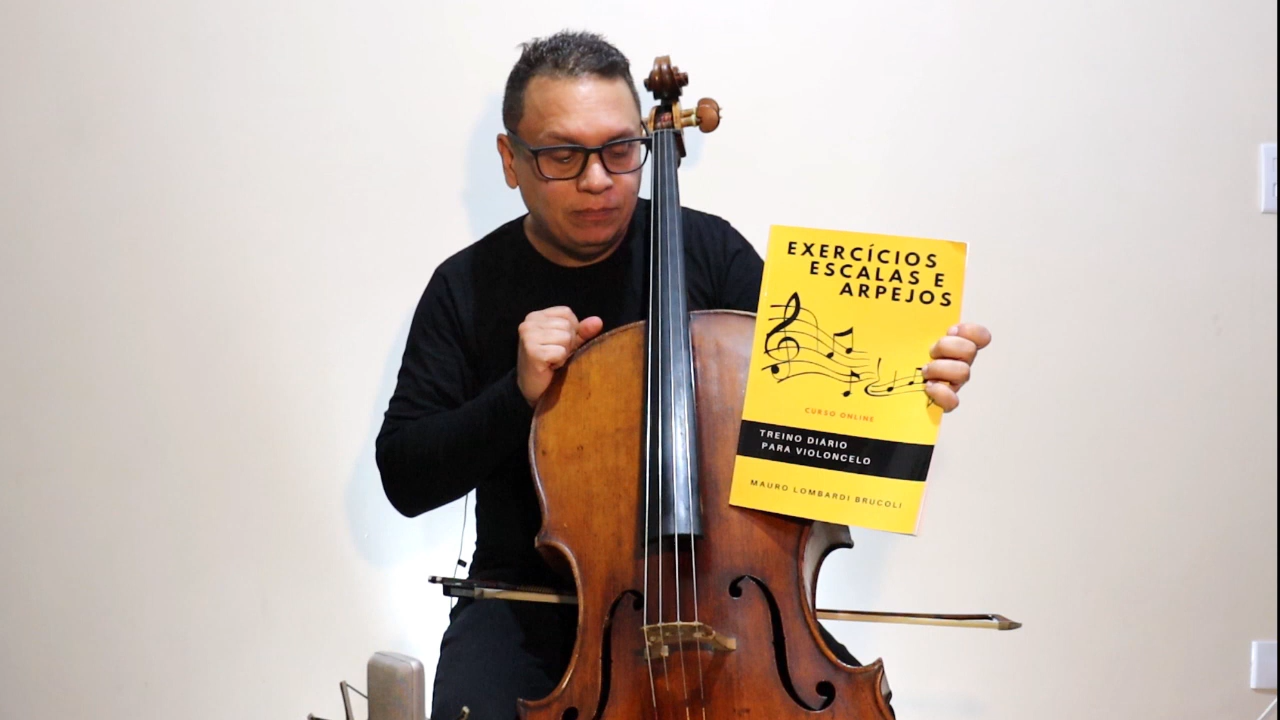 EXERCÍCIOS
ESCALAS E
ARPEJOS
CURSO ONLINE
TREINO DIÁRIO
PARA VIOLONCELO
MAURO LOMBARDI BRUCOLI